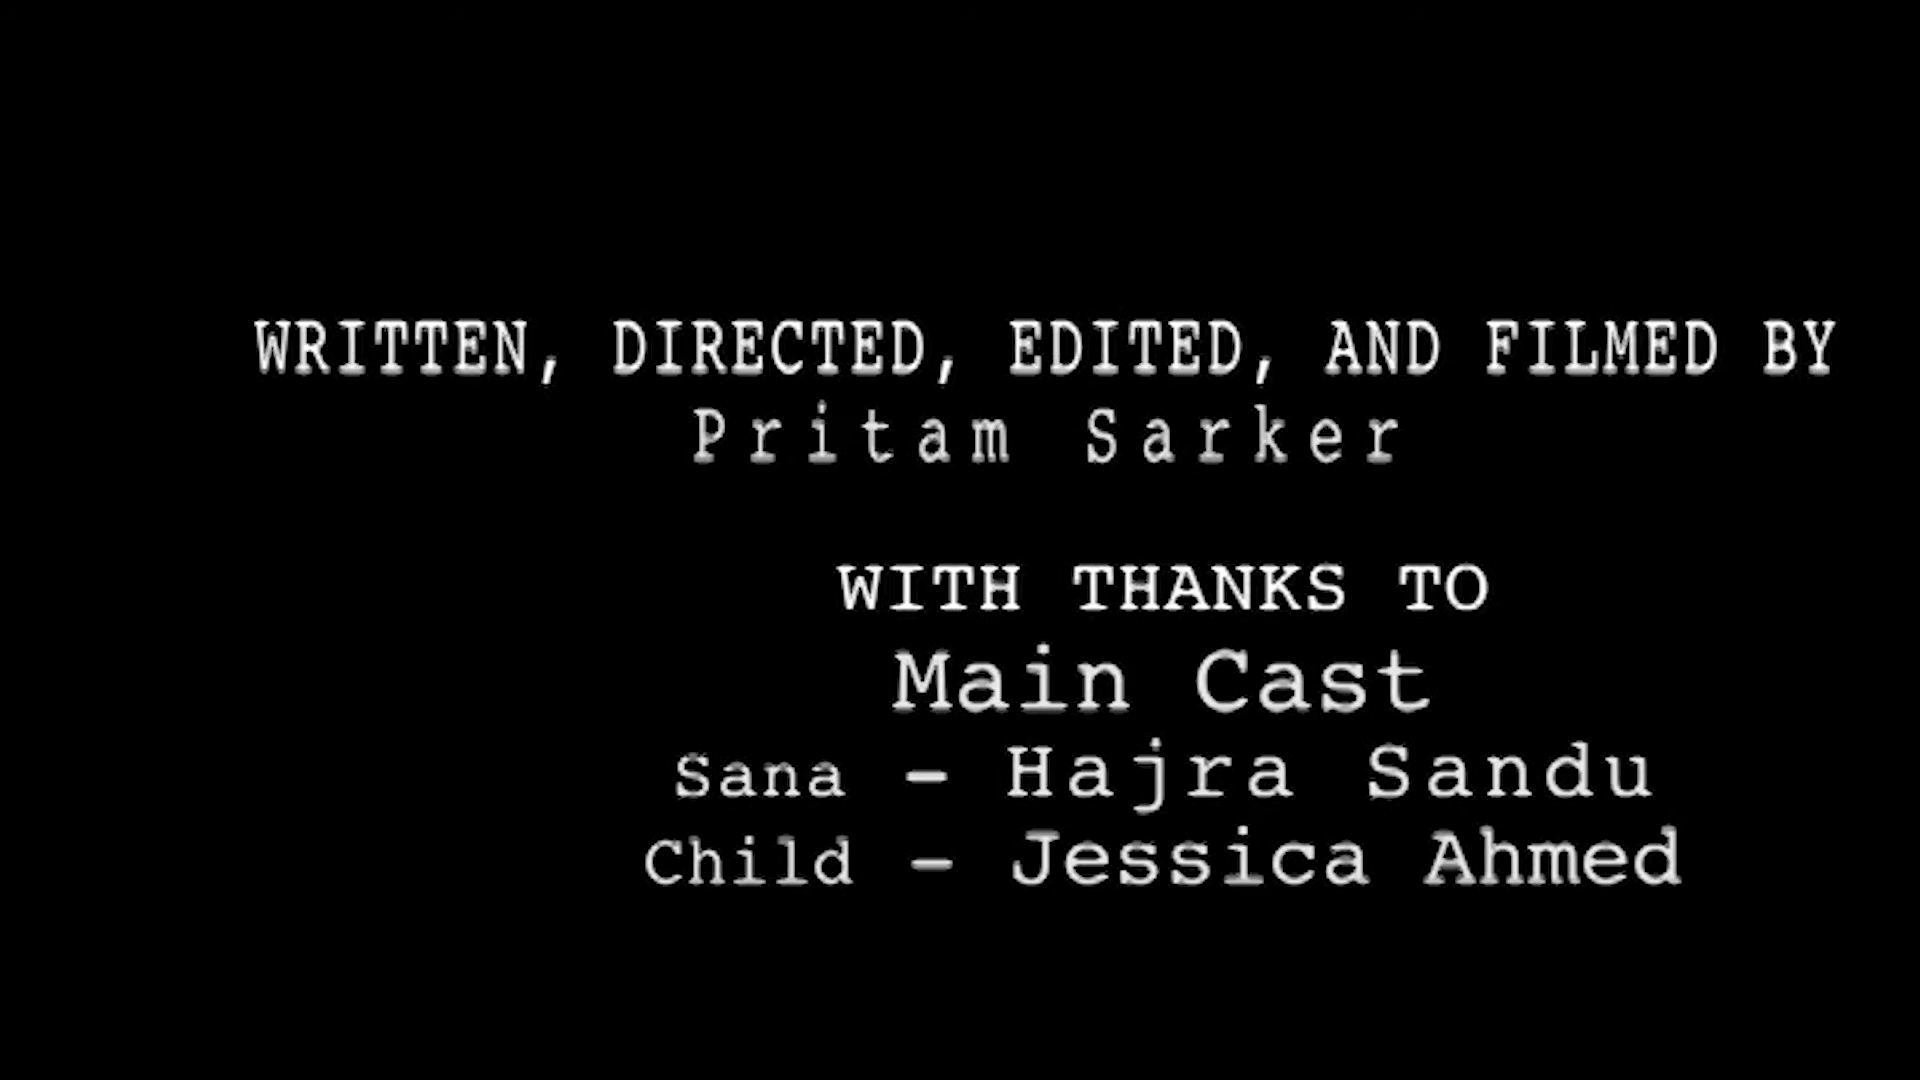 WRITTEN, DIRECTED, EDITED, AND FILMED BY
Pritam Sarker
WITH THANKS TO
Main Cast
Sana - Hajra Sandu
Child - Jessica Ahmed